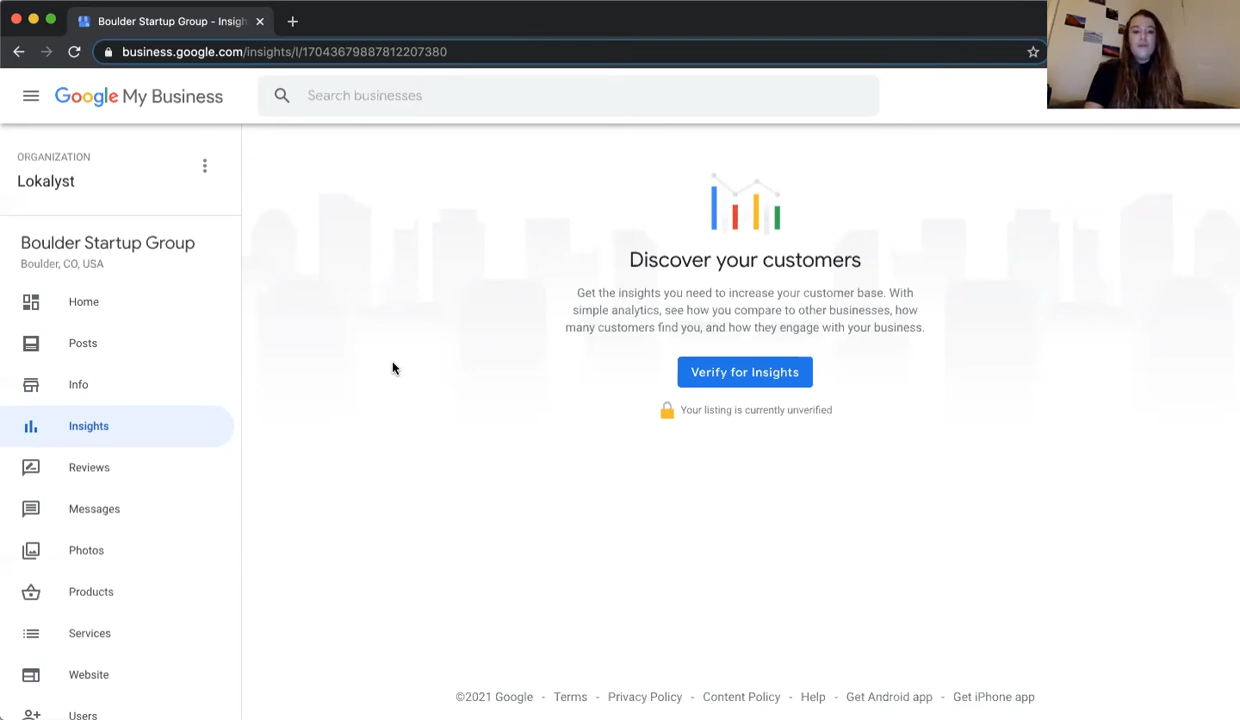 Boulder Startup Group - Insigh
business.google.com/insights/l/17043679887812207380
Google My Business
Search businesses
ORGANIZATION
Lokalyst
Boulder Startup Group
Boulder, CO, USA
Home
Posts
Info
Insights
Reviews
Messages
Photos
Products
Services
Website
Users
Discover your customers
Get the insights you need to increase your customer base. With
simple analytics, see how you compare to other businesses, how
many customers find you, and how they engage with your business.
Verify for Insights
Your listing is currently unverified
©2021 Google - Terms - Privacy Policy - Content Policy - Help - Get Android app - Get iPhone app